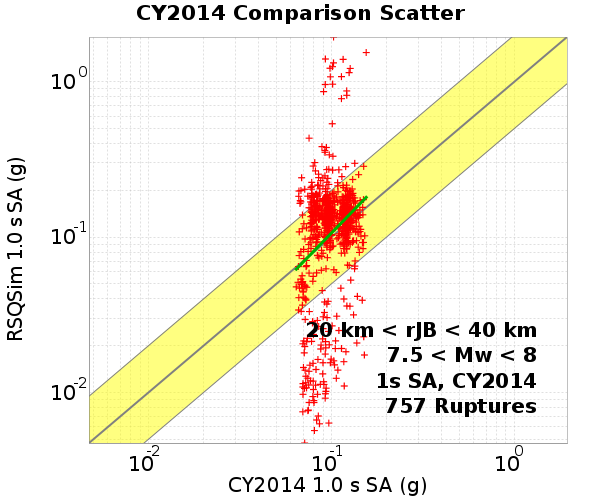 CY2014 Comparison Scatter
10⁰
10⁻¹
10⁻²
RSQSim 1.0 s SA (g)
20 km < rJB < 40 km
7.5 < Mw < 8
1s SA, CY2014
757 Ruptures
10⁻² 10⁻¹ 10⁰
CY2014 1.0 s SA (g)